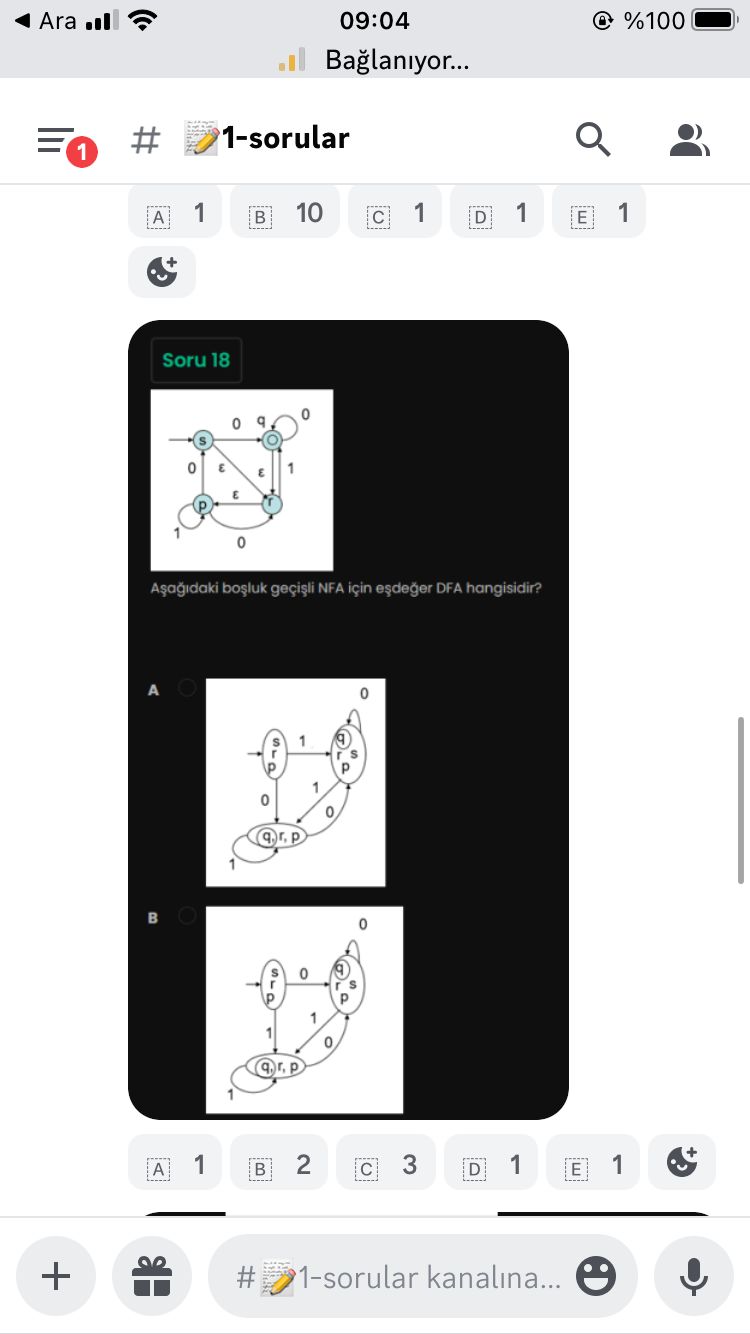 Ara 09:04 %100
Bağlanıyor...
1 # 📝1-sorular
A 1 B 10 C 1 D 1 E 1
Soru 18
0 q 0
s
0 ε ε 1
ε
p r
1
0
Aşağıdaki boşluk geçişli NFA için eşdeğer DFA hangisidir?
A
0
s 1 q
r r s
p p
1
0 0
q, r, p
1
B
0
s 0 q
r r s
p p
1
1 0
q, r, p
1
A 1 B 2 C 3 D 1 E 1
#📝1-sorular kanalına...